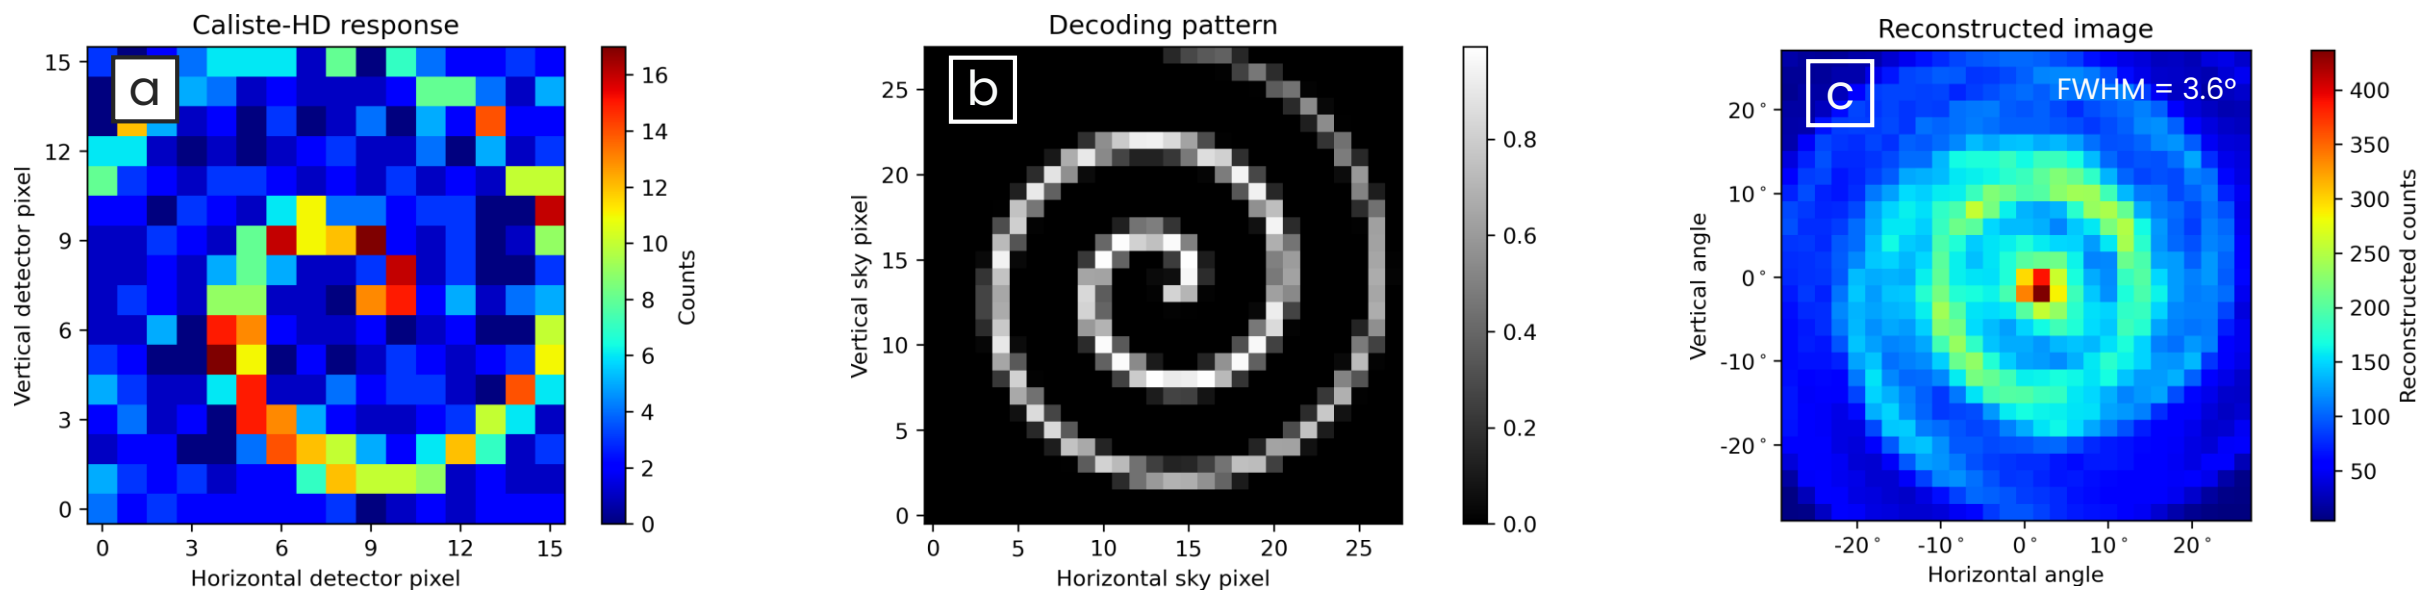 Caliste-HD response
a
15
12
9
6
3
0
Vertical detector pixel
0 3 6 9 12 15
Horizontal detector pixel
16
14
12
10
8
6
4
2
0
Counts
Decoding pattern
b
25
20
15
10
5
0
Vertical sky pixel
0 5 10 15 20 25
Horizontal sky pixel
0.8
0.6
0.4
0.2
0.0
Reconstructed image
c
FWHM = 3.6º
20°
10°
0°
-10°
-20°
Vertical angle
-20° -10° 0° 10° 20°
Horizontal angle
400
350
300
250
200
150
100
50
Reconstructed counts